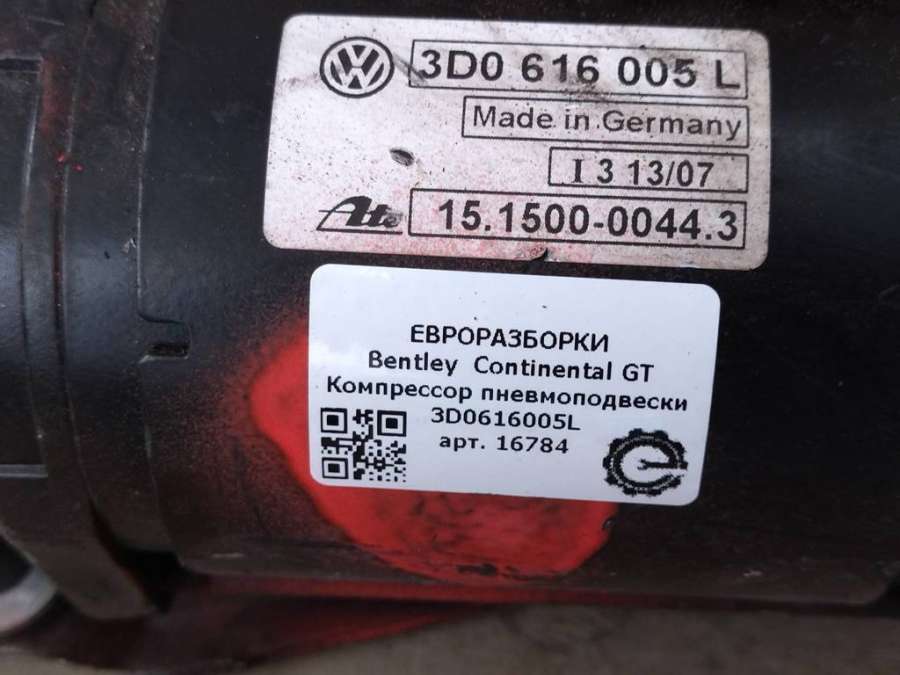 3D0 616 005 L
Made in Germany
I 3 13/07
Ate 15.1500-0044.3
ЕВРОРАЗБОРКИ
Bentley Continental GT
Компрессор пневмоподвески
3D0616005L
арт. 16784